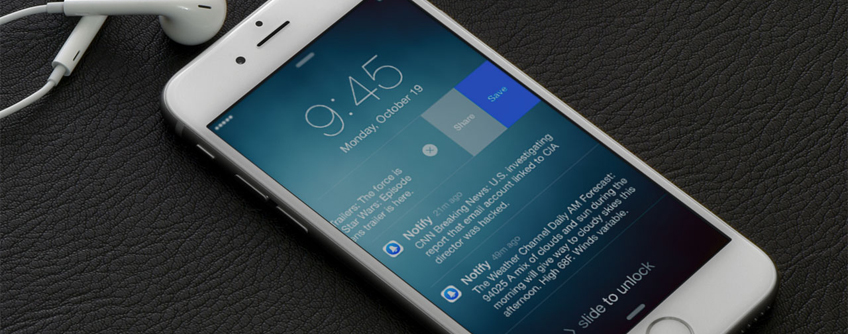 9:45
Monday, October 19
Share
Save
railers: The force is
Star Wars: Episode
ns trailer is here.
Notify 21m ago
CNN Breaking News: U.S. investigating
report that email account linked to CIA
director was hacked.
Notify 49m ago
The Weather Channel Daily AM Forecast:
94025 A mix of clouds and sun during the
morning will give way to cloudy skies this
afternoon. High 68F. Winds variable.
slide to unlock